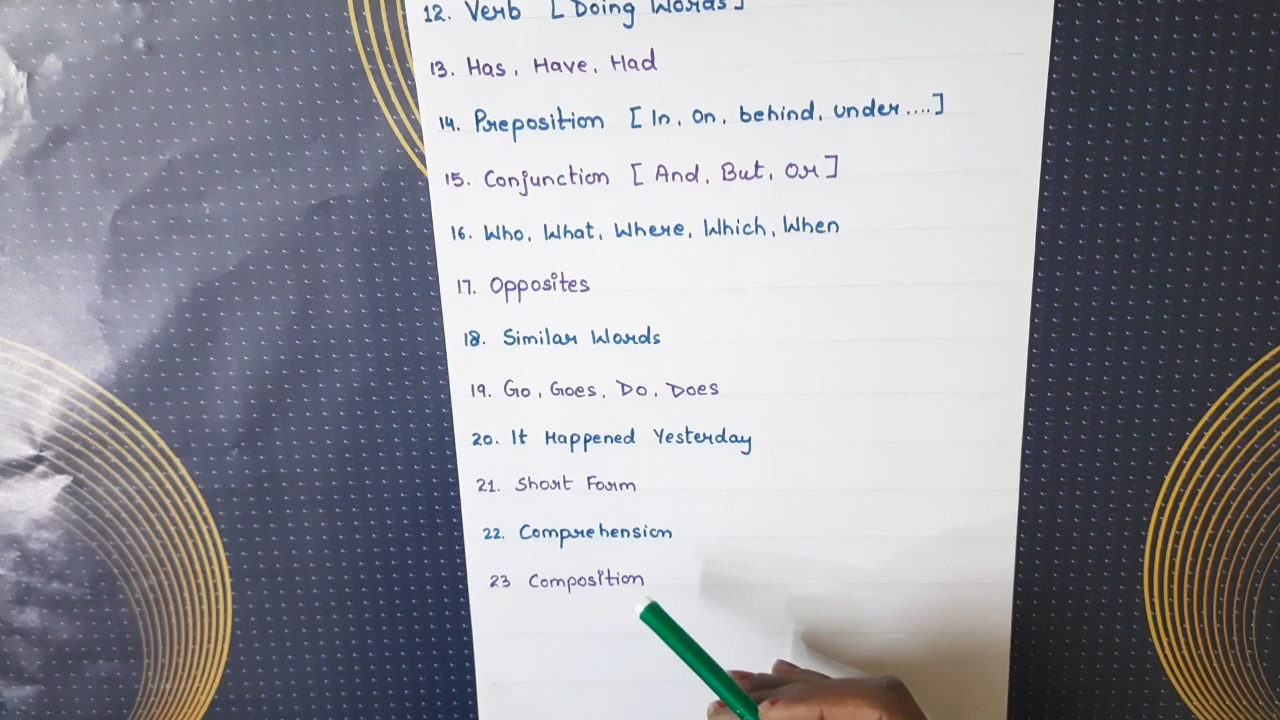 12. Verb [ Doing Words ]
13. Has, Have, Had
14. Preposition [ In, On, behind, under.... ]
15. Conjunction [ And, But, Or ]
16. Who, What, Where, Which, When
17. Opposites
18. Similar Words
19. Go, Goes, Do, Does
20. It Happened Yesterday
21. Short Form
22. Comprehension
23 Composition